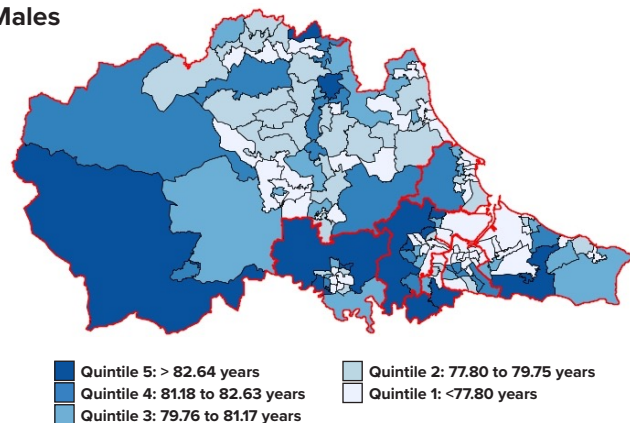 Males
Quintile 5: > 82.64 years
Quintile 4: 81.18 to 82.63 years
Quintile 3: 79.76 to 81.17 years
Quintile 2: 77.80 to 79.75 years
Quintile 1: <77.80 years